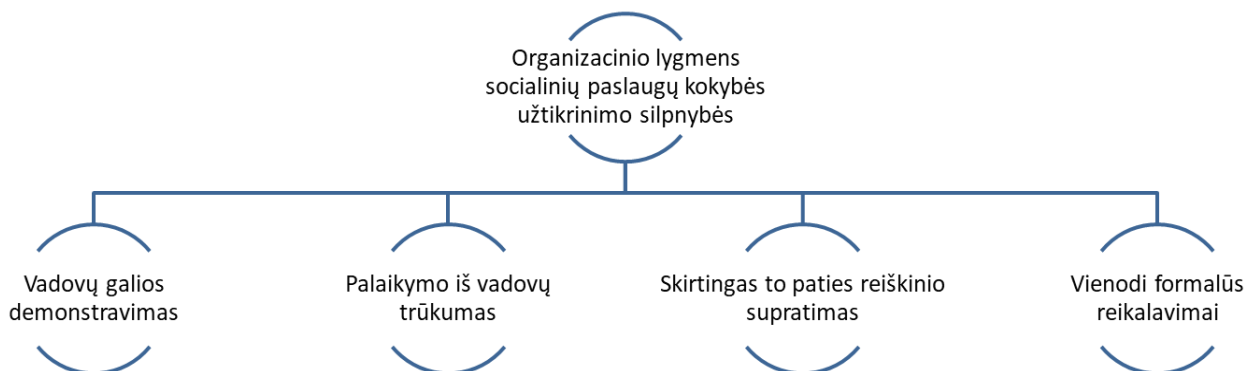 Organizacinio lygmens
socialinių paslaugų kokybės
užtikrinimo silpnybės
Vadovų galios
demonstravimas
Palaikymo iš vadovų
trūkumas
Skirtingas to paties reiškinio
supratimas
Vienodi formalūs
reikalavimai